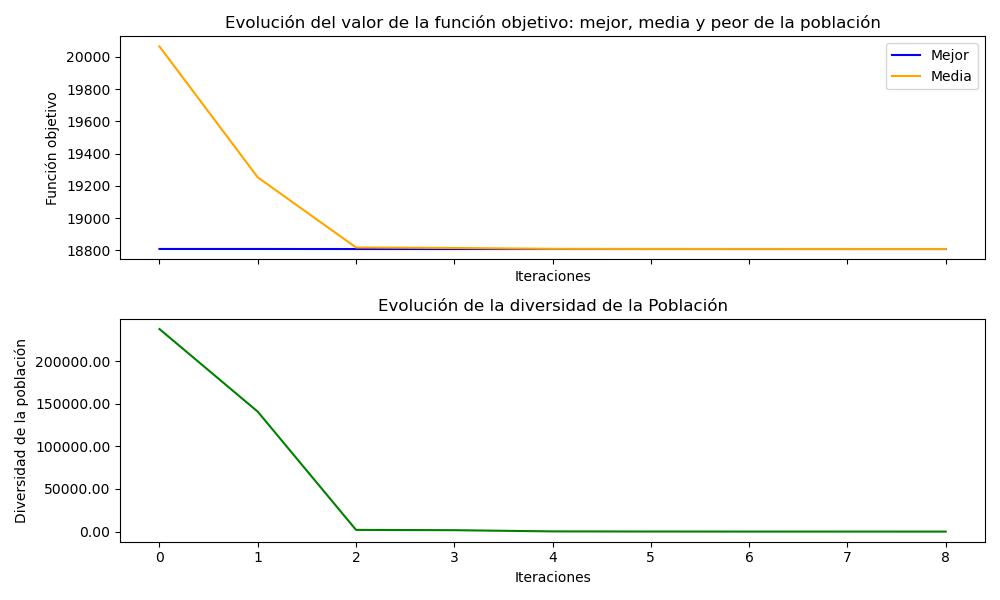 Evolución del valor de la función objetivo: mejor, media y peor de la población
Función objetivo
20000
19800
19600
19400
19200
19000
18800
Mejor
Media
Iteraciones
Evolución de la diversidad de la Población
Diversidad de la población
200000.00
150000.00
100000.00
50000.00
0.00
0 1 2 3 4 5 6 7 8
Iteraciones